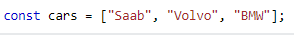 const cars = ["Saab", "Volvo", "BMW"];